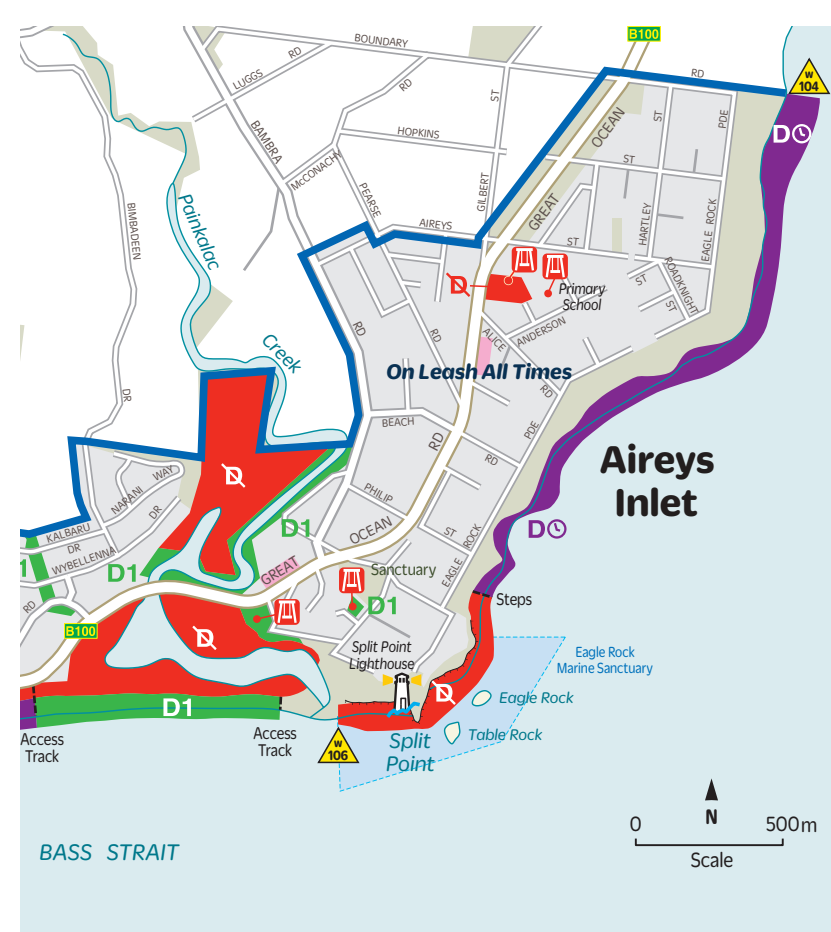 B100
BOUNDARY
RD
W
104
LUGGS
RD
RD
ST
OCEAN
ST
PDE
D
BAMBRA
HOPKINS
ST
McCONACHY
PEARSE
GILBERT
GREAT
HARTLEY
EAGLE ROCK
BIMBADEEN
Painkalac
AIREYS
ST
ROADKNIGHT
ST
ST
D
Primary
School
RD
RD
ALICE
ANDERSON
Creek
On Leash All Times
RD
DR
BEACH
RD
PDE
RD
Aireys
Inlet
D
NARANI
WAY
DR
PHILIP
D1
OCEAN
ST
EAGLE
ROCK
D
KALBARU
DR
WYBELLENNA
1
D1
GREAT
Sanctuary
D1
RD
B100
D
Steps
Split Point
Lighthouse
Eagle Rock
Marine Sanctuary
D
Eagle Rock
D1
Table Rock
Access
Track
Access
Track
W
106
Split
Point
BASS STRAIT
N
0
500m
Scale